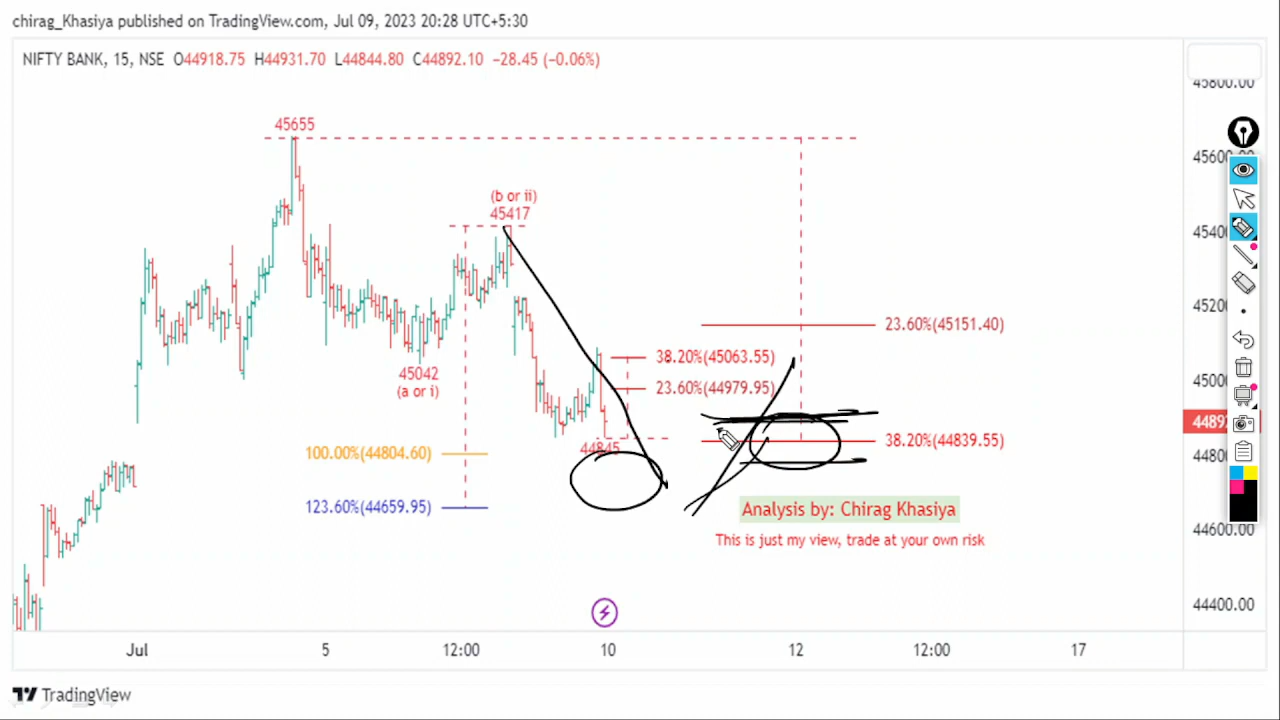 chirag_Khasiya published on TradingView.com, Jul 09, 2023 20:28 UTC+5:30
NIFTY BANK, 15, NSE O44918.75 H44931.70 L44844.80 C44892.10 −28.45 (−0.06%)
45800.00
45655
45600.00
(b or ii)
45417
45400
45200
23.60%(45151.40)
38.20%(45063.55)
45042
(a or i)
23.60%(44979.95)
45000
4489
44845
38.20%(44839.55)
100.00%(44804.60)
44800
123.60%(44659.95)
Analysis by: Chirag Khasiya
44600.00
This is just my view, trade at your own risk
44400.00
Jul 5 12:00 10 12 12:00 17
TradingView